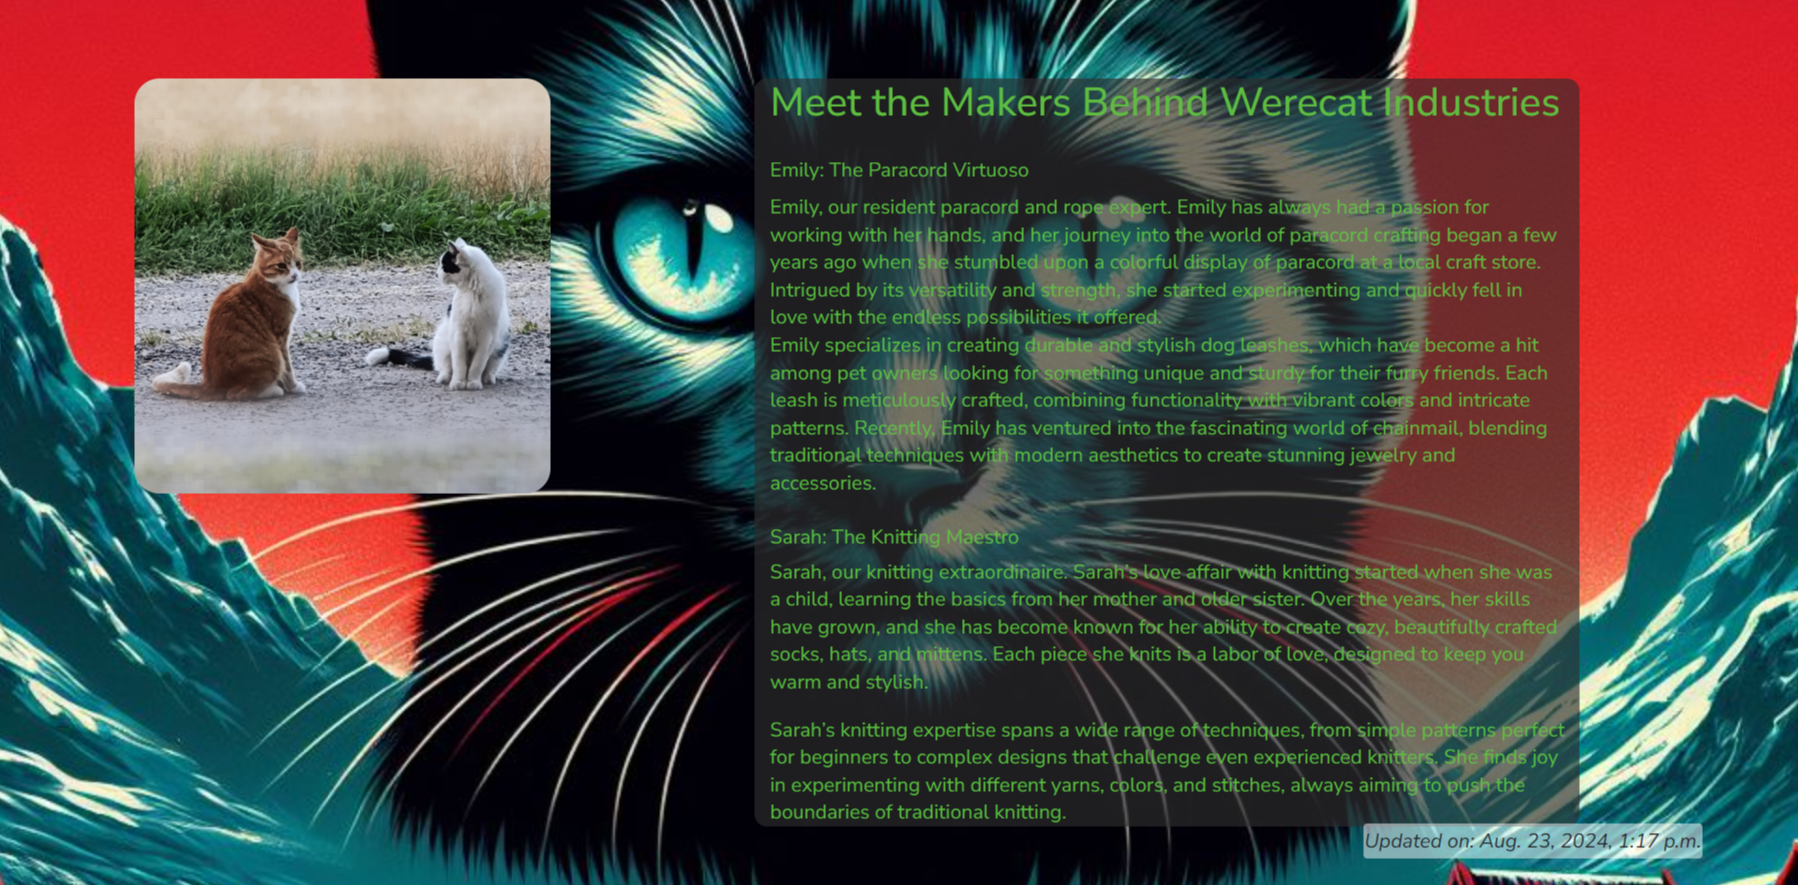 Meet the Makers Behind Werecat Industries
Emily: The Paracord Virtuoso
Emily, our resident paracord and rope expert. Emily has always had a passion for
working with her hands, and her journey into the world of paracord crafting began a few
years ago when she stumbled upon a colorful display of paracord at a local craft store.
Intrigued by its versatility and strength, she started experimenting and quickly fell in
love with the endless possibilities it offered.
Emily specializes in creating durable and stylish dog leashes, which have become a hit
among pet owners looking for something unique and sturdy for their furry friends. Each
leash is meticulously crafted, combining functionality with vibrant colors and intricate
patterns. Recently, Emily has ventured into the fascinating world of chainmail, blending
traditional techniques with modern aesthetics to create stunning jewelry and
accessories.
Sarah: The Knitting Maestro
Sarah, our knitting extraordinaire. Sarah's love affair with knitting started when she was
a child, learning the basics from her mother and older sister. Over the years, her skills
have grown, and she has become known for her ability to create cozy, beautifully crafted
socks, hats, and mittens. Each piece she knits is a labor of love, designed to keep you
warm and stylish.
Sarah's knitting expertise spans a wide range of techniques, from simple patterns perfect
for beginners to complex designs that challenge even experienced knitters. She finds joy
in experimenting with different yarns, colors, and stitches, always aiming to push the
boundaries of traditional knitting.
Updated on: Aug. 23, 2024, 1:17 p.m.